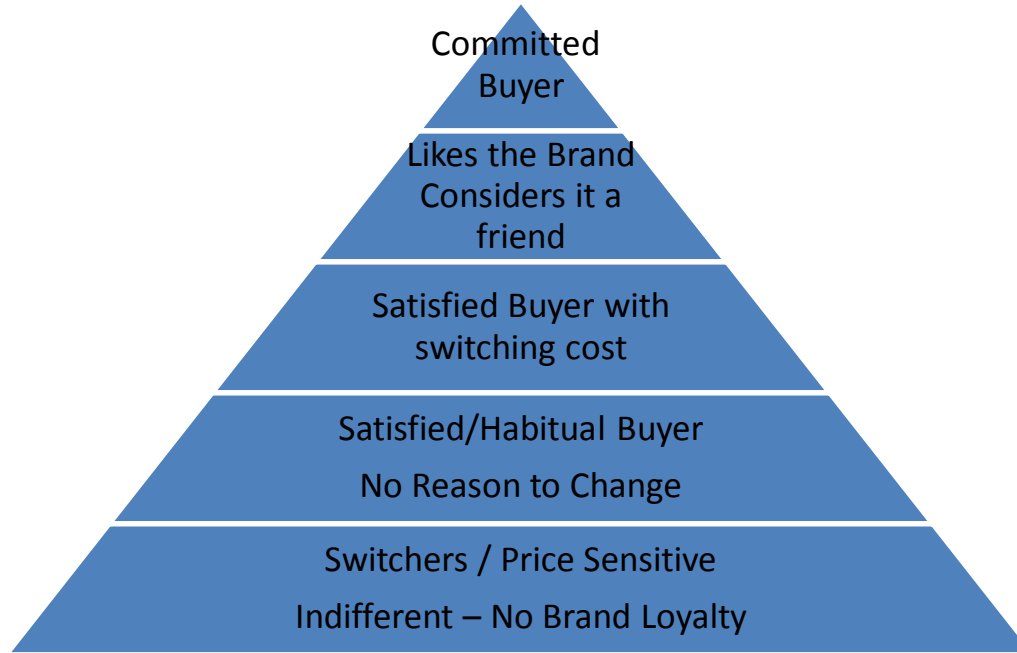 Committed
Buyer
Likes the Brand
Considers it a
friend
Satisfied Buyer with
switching cost
Satisfied/Habitual Buyer
No Reason to Change
Switchers / Price Sensitive
Indifferent – No Brand Loyalty